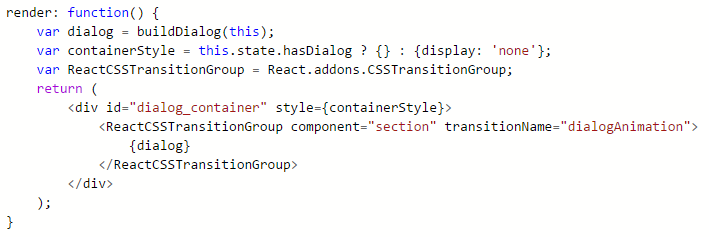 render: function() {
    var dialog = buildDialog(this);
    var containerStyle = this.state.hasDialog ? {} : {display: 'none'};
    var ReactCSSTransitionGroup = React.addons.CSSTransitionGroup;
    return (
        <div id="dialog_container" style={containerStyle}>
            <ReactCSSTransitionGroup component="section" transitionName="dialogAnimation">
                {dialog}
            </ReactCSSTransitionGroup>
        </div>
    );
}